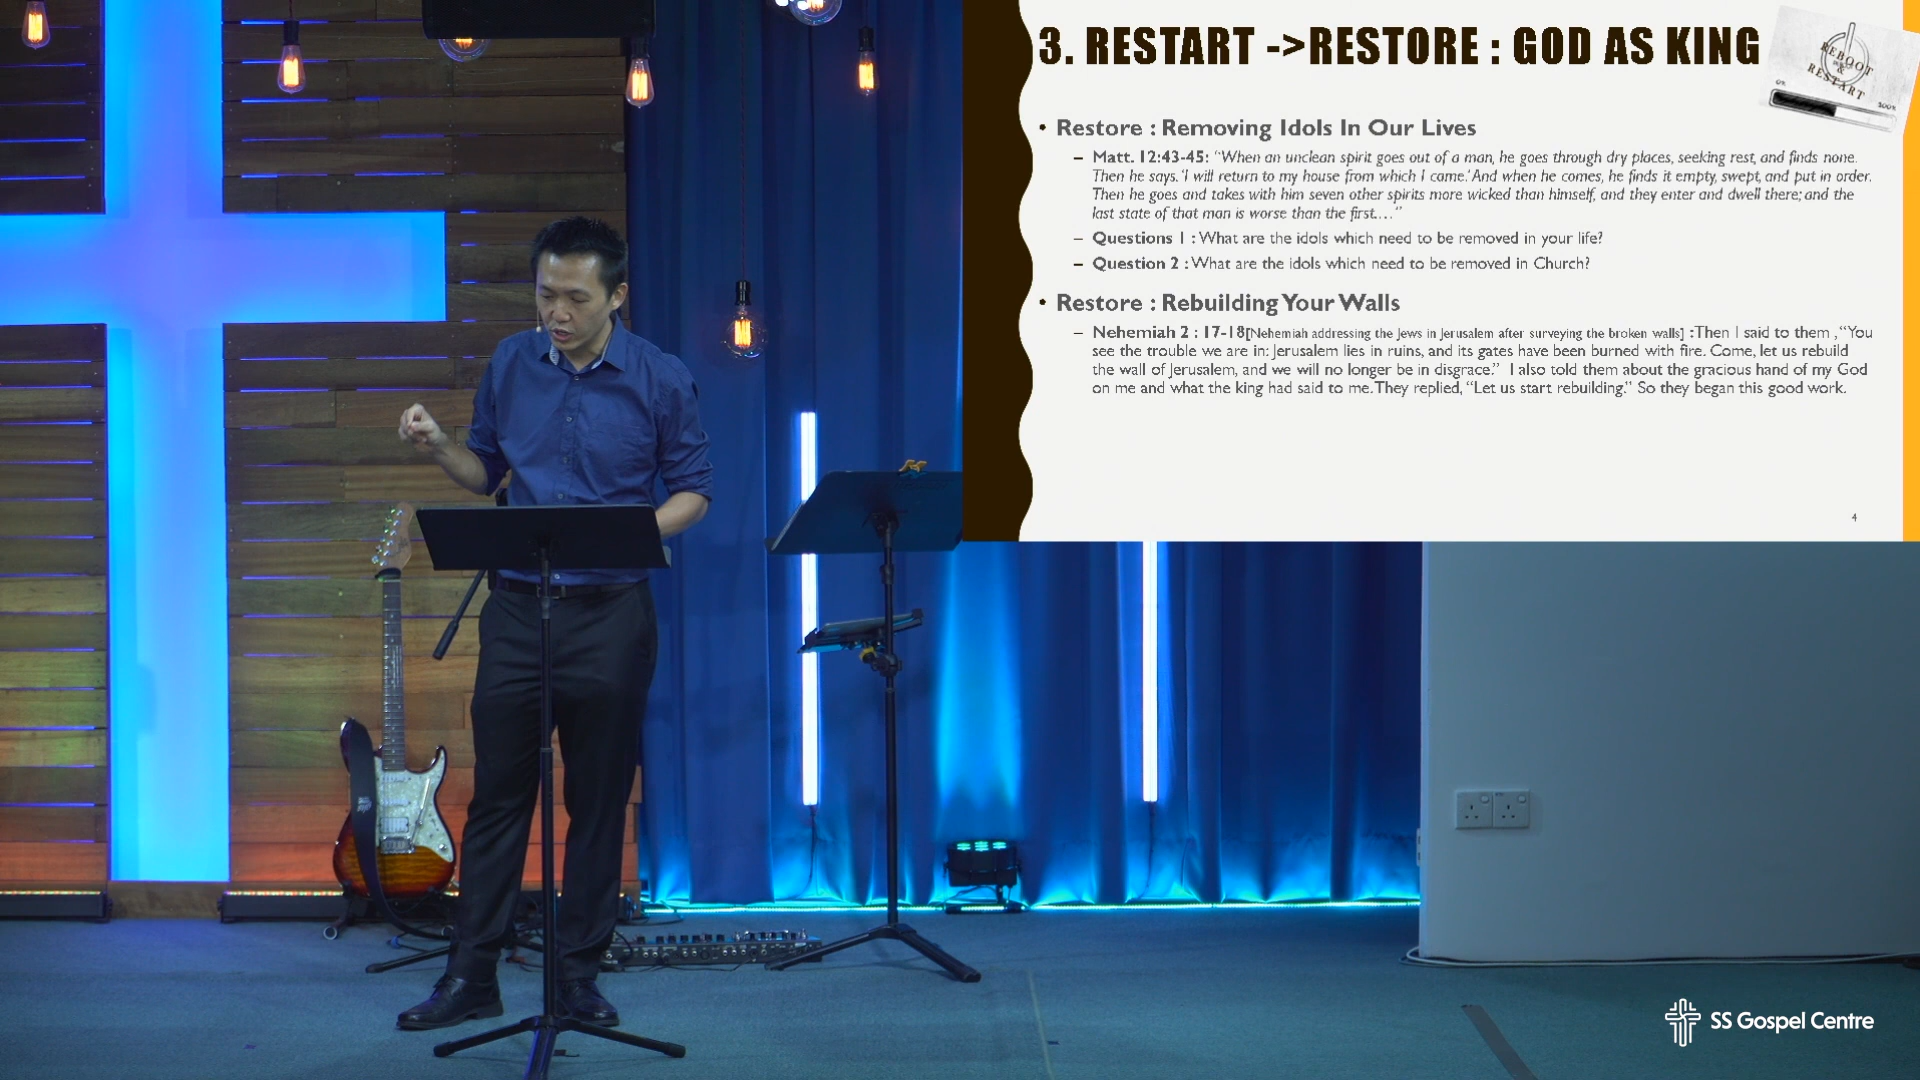 3. RESTART ->RESTORE : GOD AS KING
REBOOT
&
RESTART
0%
100%
• Restore : Removing Idols In Our Lives
– Matt. 12:43-45: “When an unclean spirit goes out of a man, he goes through dry places, seeking rest, and finds none.
Then he says. ‘I will return to my house from which I came.’ And when he comes, he finds it empty, swept, and put in order.
Then he goes and takes with him seven other spirits more wicked than himself, and they enter and dwell there; and the
last state of that man is worse than the first....”
– Questions 1 : What are the idols which need to be removed in your life?
– Question 2 : What are the idols which need to be removed in Church?
• Restore : Rebuilding Your Walls
– Nehemiah 2 : 17-18[Nehemiah addressing the Jews in Jerusalem after surveying the broken walls] :Then I said to them ,“You
see the trouble we are in: Jerusalem lies in ruins, and its gates have been burned with fire. Come, let us rebuild
the wall of Jerusalem, and we will no longer be in disgrace.” I also told them about the gracious hand of my God
on me and what the king had said to me. They replied, “Let us start rebuilding.” So they began this good work.
4
SS Gospel Centre